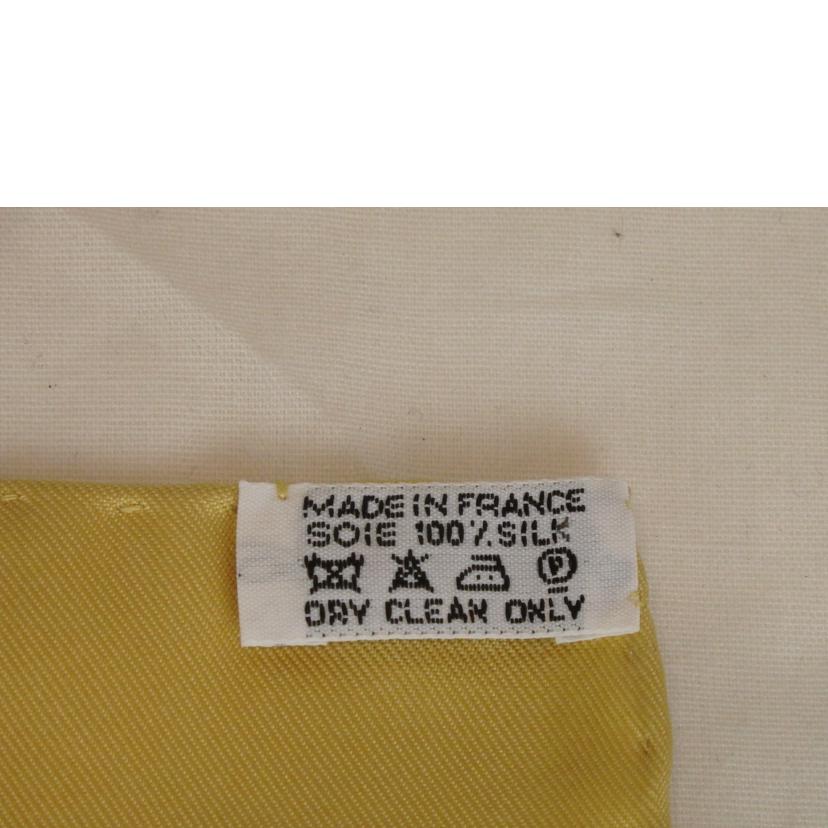 MADE IN FRANCE
SOIE 100% SILK
P
DRY CLEAN ONLY